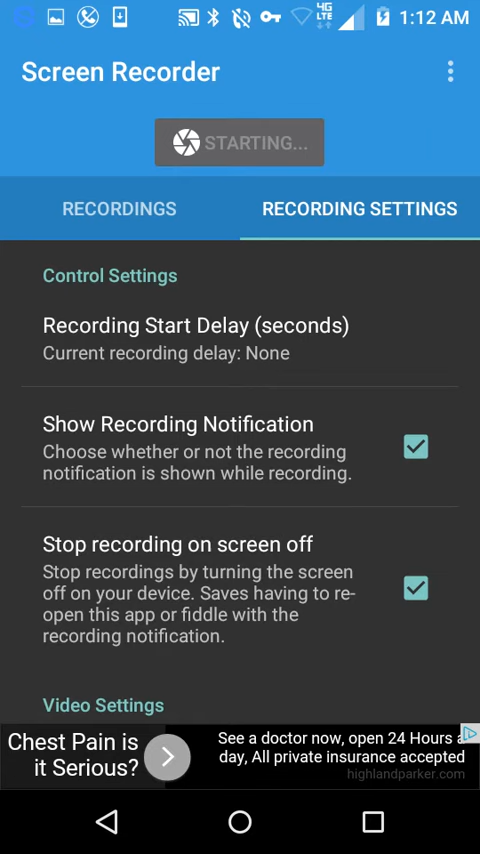 4G
LTE
1:12 AM
Screen Recorder
STARTING...
RECORDINGS
RECORDING SETTINGS
Control Settings
Recording Start Delay (seconds)
Current recording delay: None
Show Recording Notification
Choose whether or not the recording
notification is shown while recording.
Stop recording on screen off
Stop recordings by turning the screen
off on your device. Saves having to re-
open this app or fiddle with the
recording notification.
Video Settings
Chest Pain is
it Serious?
See a doctor now, open 24 Hours a
day, All private insurance accepted
highlandparker.com